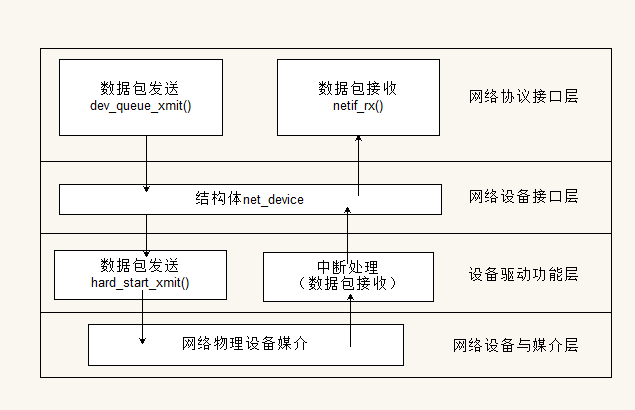 数据包发送
dev_queue_xmit()
数据包接收
netif_rx()
网络协议接口层
结构体net_device
网络设备接口层
数据包发送
hard_start_xmit()
中断处理
（数据包接收）
设备驱动功能层
网络物理设备媒介
网络设备与媒介层